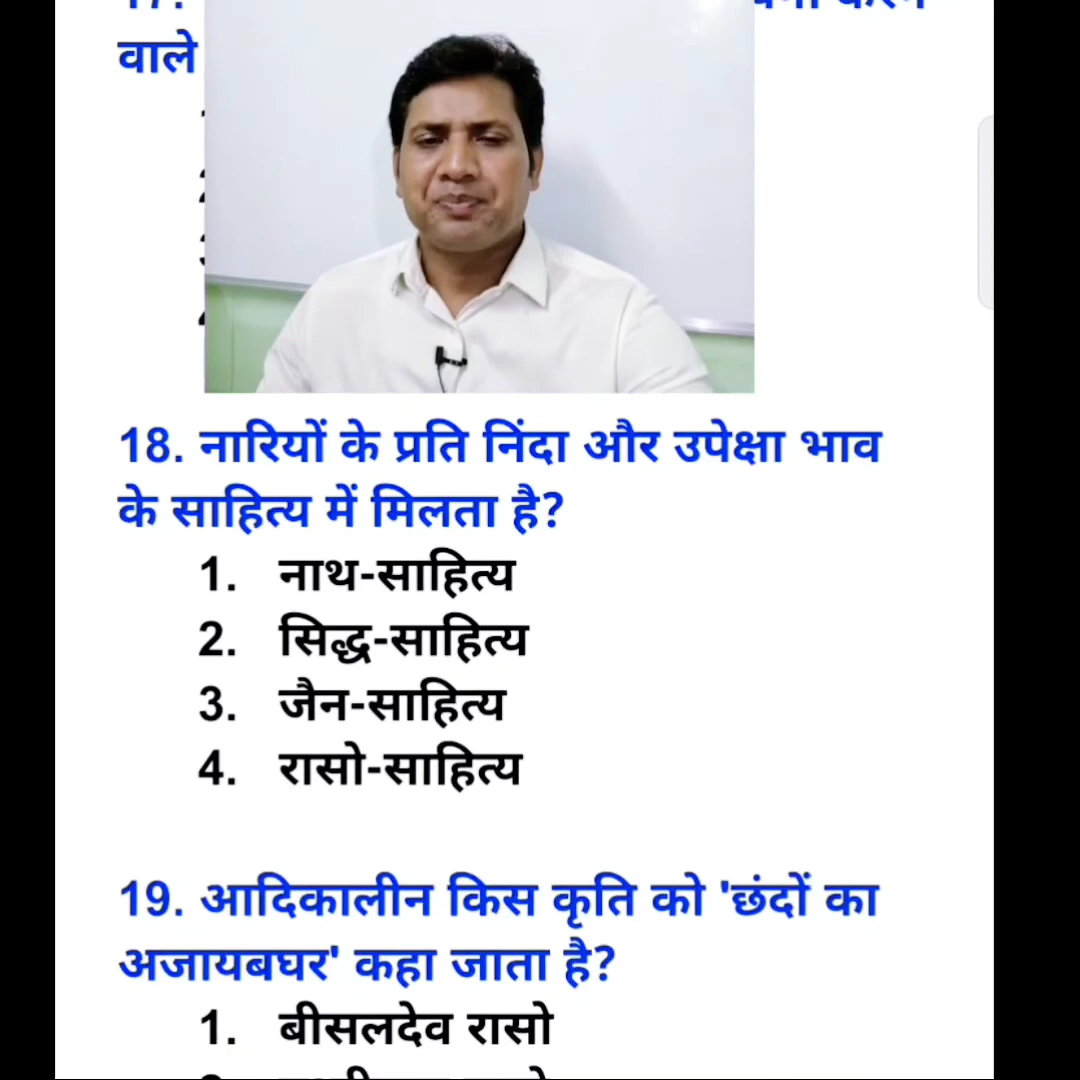 वाले
18. नारियों के प्रति निंदा और उपेक्षा भाव
के साहित्य में मिलता है?
1. नाथ-साहित्य
2. सिद्ध-साहित्य
3. जैन-साहित्य
4. रासो-साहित्य
19. आदिकालीन किस कृति को 'छंदों का
अजायबघर' कहा जाता है?
1. बीसलदेव रासो